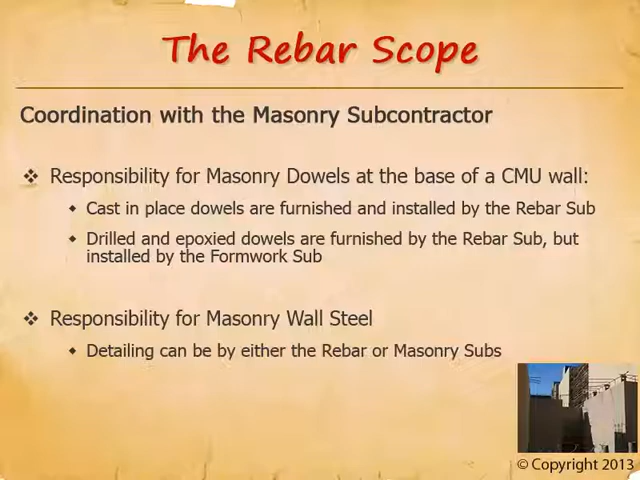 The Rebar Scope
Coordination with the Masonry Subcontractor
❖ Responsibility for Masonry Dowels at the base of a CMU wall:
◆ Cast in place dowels are furnished and installed by the Rebar Sub
◆ Drilled and epoxied dowels are furnished by the Rebar Sub, but
installed by the Formwork Sub
❖ Responsibility for Masonry Wall Steel
◆ Detailing can be by either the Rebar or Masonry Subs
© Copyright 2013